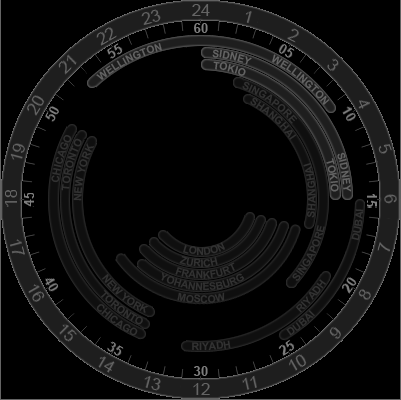 24
1
2
3
4
5
6
7
8
9
10
11
12
13
14
15
16
17
18
19
20
21
22
23
60
05
10
15
20
25
30
35
40
45
50
55
WELLINGTON
WELLINGTON
SIDNEY
SIDNEY
TOKIO
TOKIO
SINGAPORE
SINGAPORE
SHANGHAI
SHANGHAI
DUBAI
DUBAI
RIYADH
RIYADH
CHICAGO
CHICAGO
TORONTO
TORONTO
NEW YORK
NEW YORK
LONDON
ZURICH
FRANKFURT
YOHANNESBURG
MOSCOW